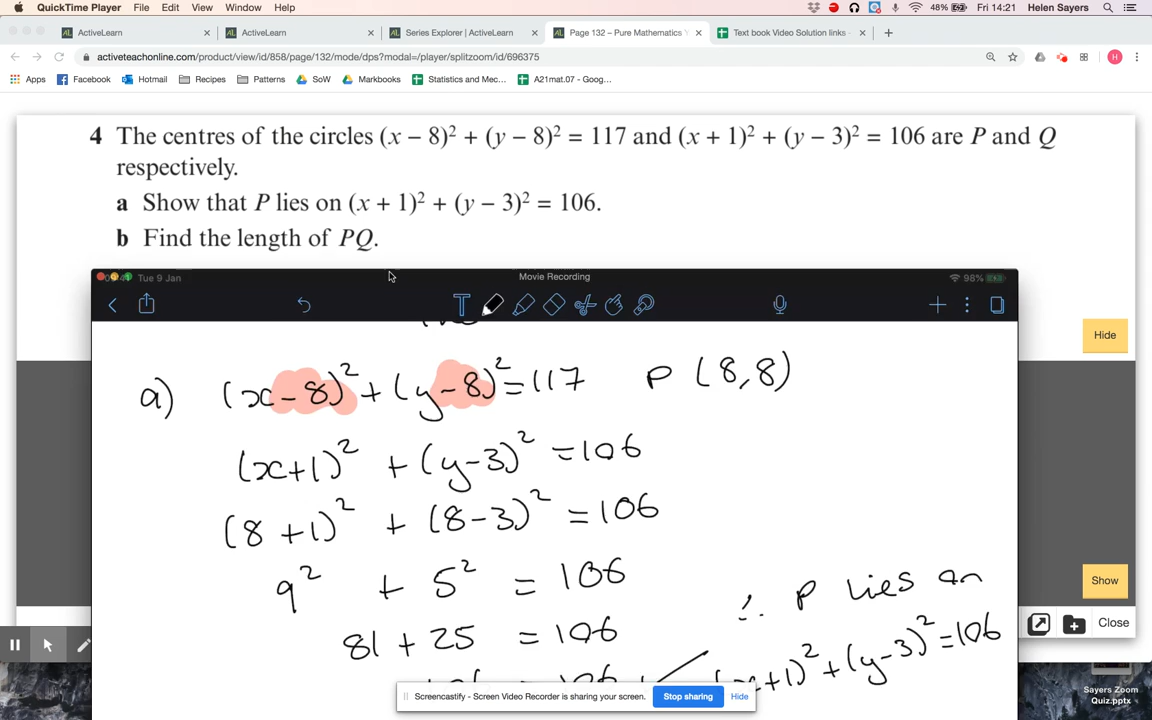 QuickTime Player File Edit View Window Help 48% Fri 14:21 Helen Sayers
ActiveLearn ActiveLearn Series Explorer | ActiveLearn Page 132 – Pure Mathematics Y Text book Video Solution links -
activeteachonline.com/product/view/id/858/page/132/mode/dps?modal=/player/splitzoom/id/696375 H
Apps Facebook Hotmail Recipes Patterns SoW Markbooks Statistics and Mec... A21mat.07 - Goog...
4 The centres of the circles (x − 8)² + (y − 8)² = 117 and (x + 1)² + (y − 3)² = 106 are P and Q
respectively.
a Show that P lies on (x + 1)² + (y − 3)² = 106.
b Find the length of PQ.
Tue 9 Jan Movie Recording 98%
T
Hide
a) (x-8)² + (y-8)² = 117 P (8,8)
(x+1)² + (y-3)² = 106
(8+1)² + (8-3)² = 106
9² + 5² = 106
Show
∴ P lies on
81 + 25 = 106
(x+1)² + (y-3)² = 106
Close
Screencastify - Screen Video Recorder is sharing your screen. Stop sharing Hide
Sayers Zoom
Quiz.pptx